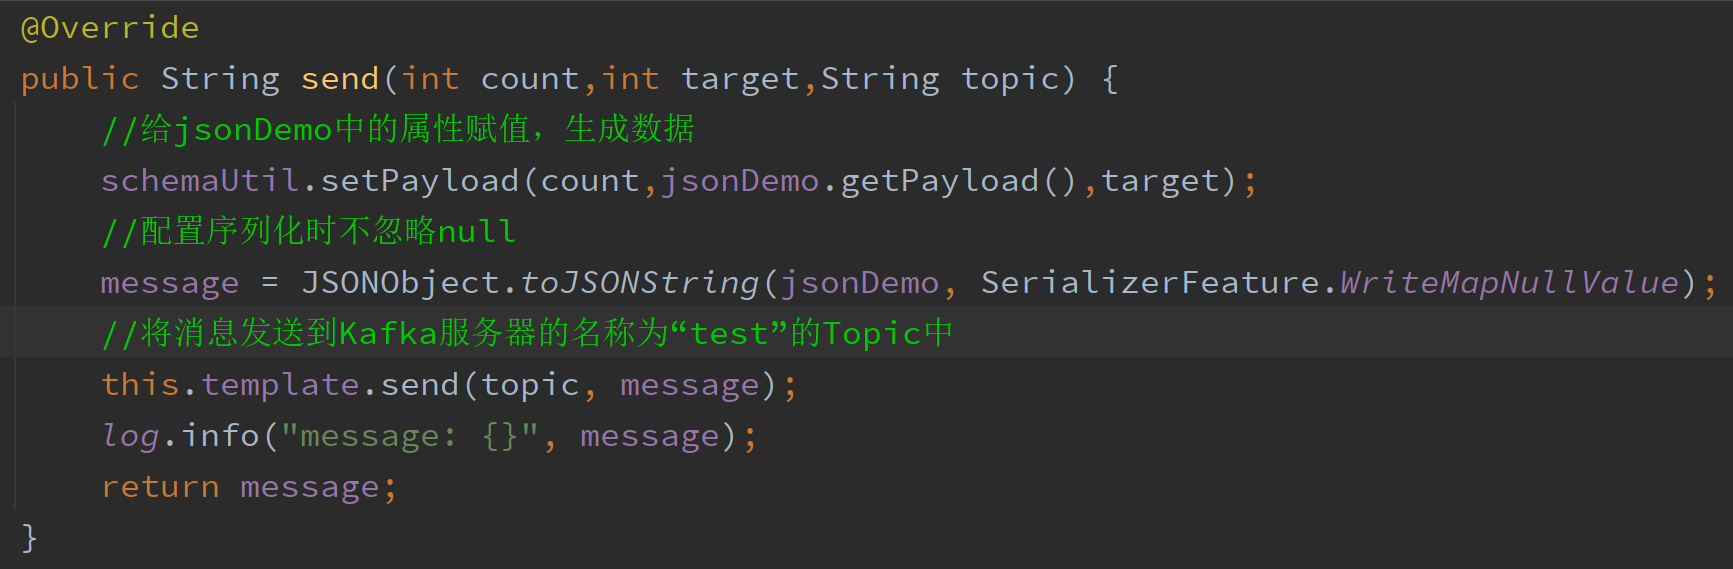 @Override
public String send(int count,int target,String topic) {
//给jsonDemo中的属性赋值，生成数据
schemaUtil.setPayload(count,jsonDemo.getPayload(),target);
//配置序列化时不忽略null
message = JSONObject.toJSONString(jsonDemo, SerializerFeature.WriteMapNullValue);
//将消息发送到Kafka服务器的名称为“test”的Topic中
this.template.send(topic, message);
log.info("message: {}", message);
return message;
}